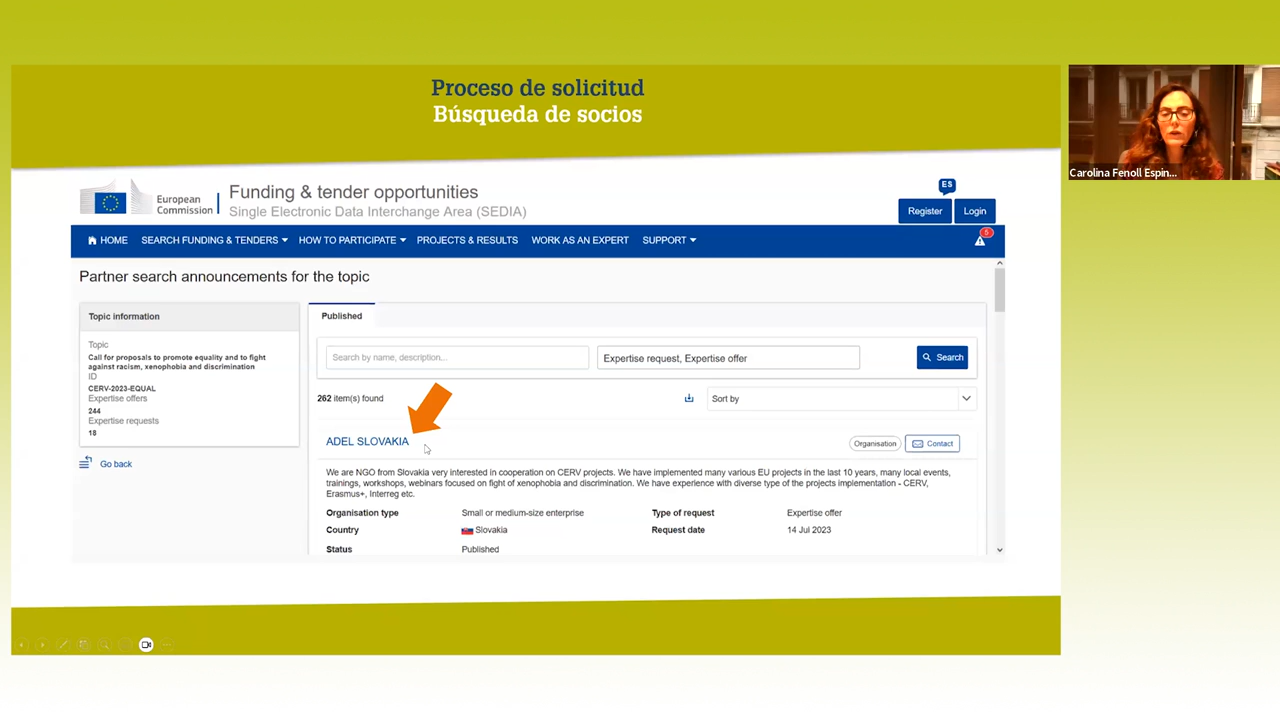 Proceso de solicitud
Búsqueda de socios
Carolina Fenoll Espin...
European
Commission
Funding & tender opportunities
Single Electronic Data Interchange Area (SEDIA)
ES
Register
Login
HOME
SEARCH FUNDING & TENDERS
HOW TO PARTICIPATE
PROJECTS & RESULTS
WORK AS AN EXPERT
SUPPORT
5
Partner search announcements for the topic
Topic information
Topic
Call for proposals to promote equality and to fight
against racism, xenophobia and discrimination
ID
CERV-2023-EQUAL
Expertise offers
244
Expertise requests
18
Go back
Published
Search by name, description...
Expertise request, Expertise offer
Search
262 item(s) found
Sort by
ADEL SLOVAKIA
Organisation
Contact
We are NGO from Slovakia very interested in cooperation on CERV projects. We have implemented many various EU projects in the last 10 years, many local events,
trainings, workshops, webinars focused on fight of xenophobia and discrimination. We have experience with diverse type of the projects implementation - CERV,
Erasmus+, Interreg etc.
Organisation type
Small or medium-size enterprise
Type of request
Expertise offer
Country
Slovakia
Request date
14 Jul 2023
Status
Published